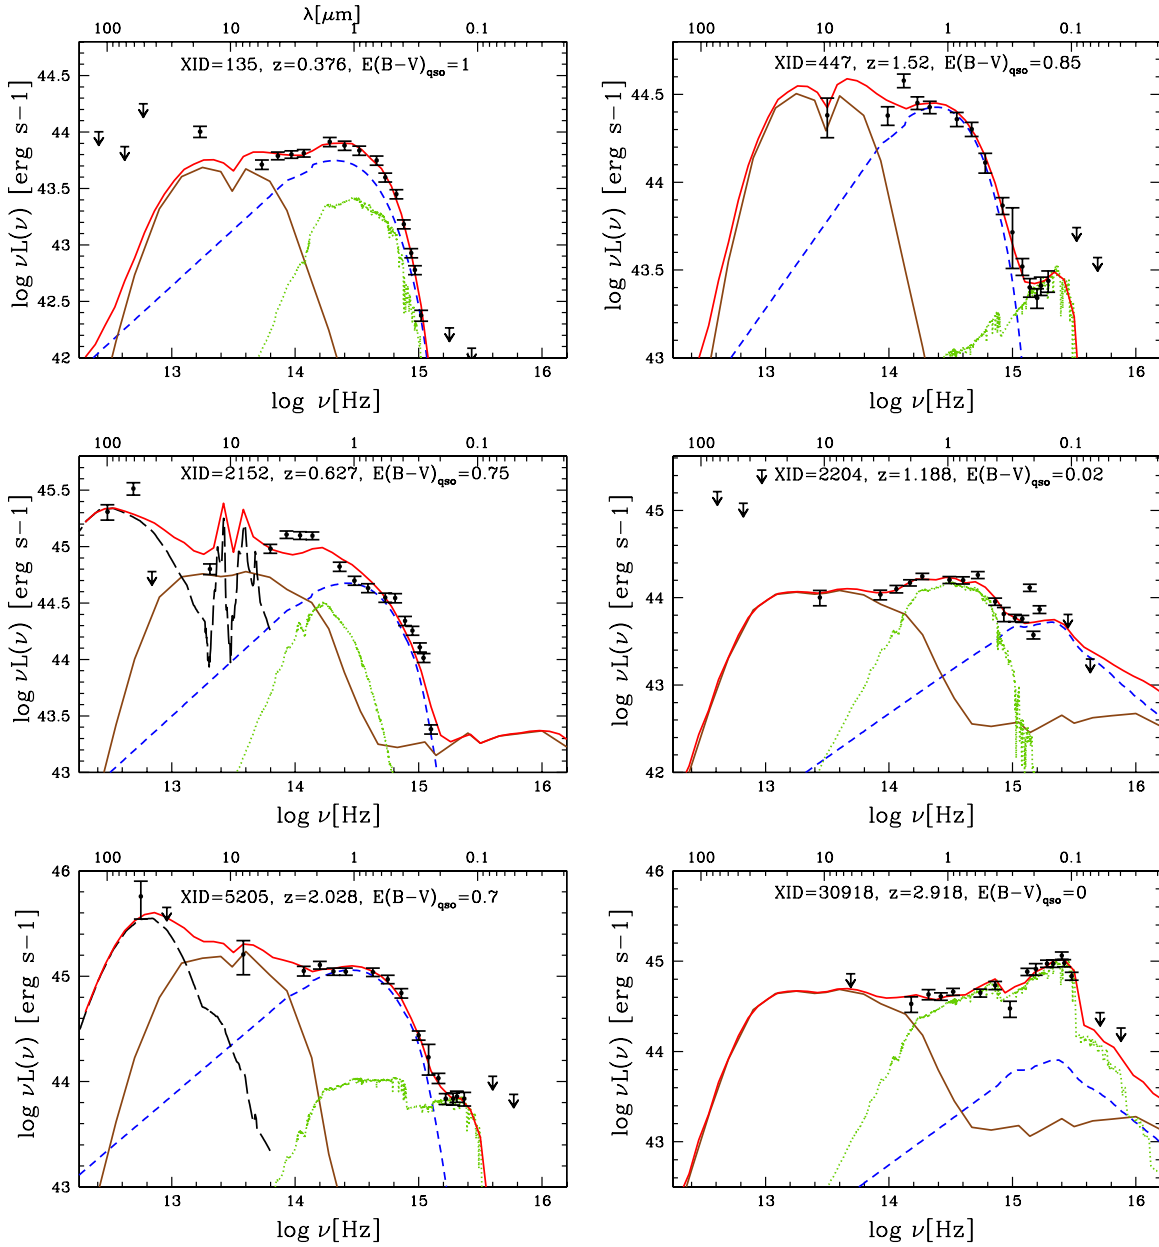 λ[μm]
100 10 1 0.1
XID=135, z=0.376, E(B−V)qso=1
log νL(ν) [erg s−1]
44.5
44
43.5
43
42.5
42
13 14 15 16
log ν[Hz]
100 10 1 0.1
XID=447, z=1.52, E(B−V)qso=0.85
log νL(ν) [erg s−1]
44.5
44
43.5
43
13 14 15 16
log ν[Hz]
100 10 1 0.1
XID=2152, z=0.627, E(B−V)qso=0.75
log νL(ν) [erg s−1]
45.5
45
44.5
44
43.5
43
13 14 15 16
log ν[Hz]
100 10 1 0.1
XID=2204, z=1.188, E(B−V)qso=0.02
log νL(ν) [erg s−1]
45
44
43
42
13 14 15 16
log ν[Hz]
100 10 1 0.1
XID=5205, z=2.028, E(B−V)qso=0.7
log νL(ν) [erg s−1]
46
45
44
43
13 14 15 16
log ν[Hz]
100 10 1 0.1
XID=30918, z=2.918, E(B−V)qso=0
log νL(ν) [erg s−1]
46
45
44
43
13 14 15 16
log ν[Hz]